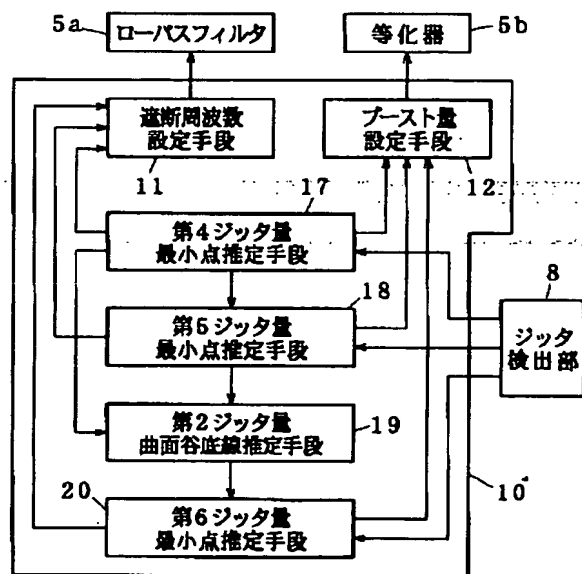 5a
ローパスフィルタ
等化器
5b
遮断周波数
設定手段
ブースト量
設定手段
11
12
17
第4ジッタ量
最小点推定手段
18
8
第5ジッタ量
最小点推定手段
ジッタ
検出部
第2ジッタ量
曲面谷底線推定手段
19
20
10
第6ジッタ量
最小点推定手段